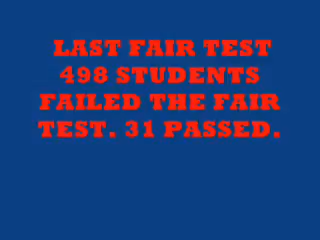 LAST FAIR TEST
498 STUDENTS
FAILED THE FAIR
TEST. 31 PASSED.